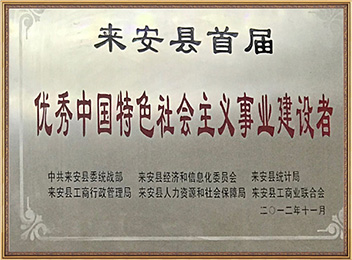 来安县首届
优秀中国特色社会主义事业建设者
中共来安县委统战部 来安县经济和信息化委员会 来安县统计局
来安县工商行政管理局 来安县人力资源和社会保障局 来安县工商业联合会
二〇一二年十一月